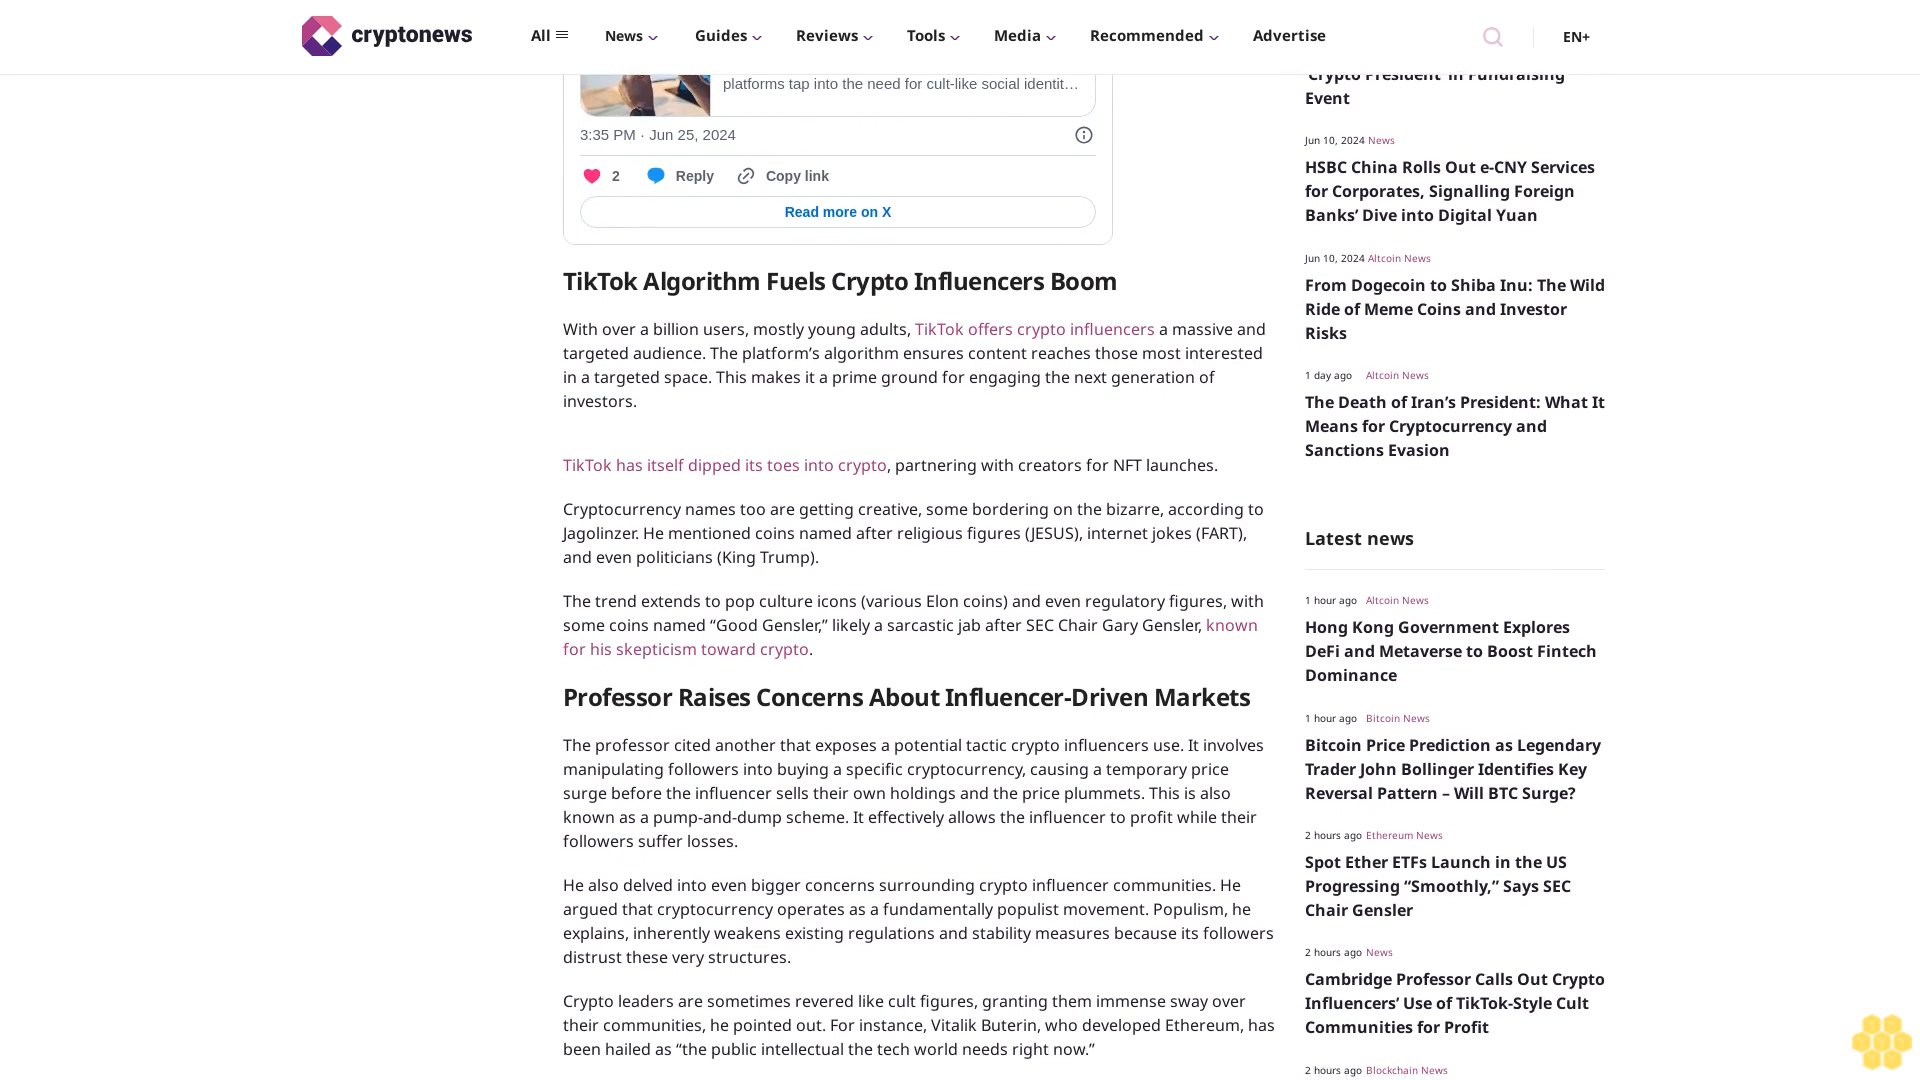 cryptonews
All
News
Guides
Reviews
Tools
Media
Recommended
Advertise
EN+
platforms tap into the need for cult-like social identit…
3:35 PM · Jun 25, 2024
2
Reply
Copy link
Read more on X
TikTok Algorithm Fuels Crypto Influencers Boom
With over a billion users, mostly young adults, TikTok offers crypto influencers a massive and
targeted audience. The platform’s algorithm ensures content reaches those most interested
in a targeted space. This makes it a prime ground for engaging the next generation of
investors.
TikTok has itself dipped its toes into crypto, partnering with creators for NFT launches.
Cryptocurrency names too are getting creative, some bordering on the bizarre, according to
Jagolinzer. He mentioned coins named after religious figures (JESUS), internet jokes (FART),
and even politicians (King Trump).
The trend extends to pop culture icons (various Elon coins) and even regulatory figures, with
some coins named “Good Gensler,” likely a sarcastic jab after SEC Chair Gary Gensler, known
for his skepticism toward crypto.
Professor Raises Concerns About Influencer-Driven Markets
The professor cited another that exposes a potential tactic crypto influencers use. It involves
manipulating followers into buying a specific cryptocurrency, causing a temporary price
surge before the influencer sells their own holdings and the price plummets. This is also
known as a pump-and-dump scheme. It effectively allows the influencer to profit while their
followers suffer losses.
He also delved into even bigger concerns surrounding crypto influencer communities. He
argued that cryptocurrency operates as a fundamentally populist movement. Populism, he
explains, inherently weakens existing regulations and stability measures because its followers
distrust these very structures.
Crypto leaders are sometimes revered like cult figures, granting them immense sway over
their communities, he pointed out. For instance, Vitalik Buterin, who developed Ethereum, has
been hailed as “the public intellectual the tech world needs right now.”
‘Crypto President’ in Fundraising
Event
Jun 10, 2024 News
HSBC China Rolls Out e-CNY Services
for Corporates, Signalling Foreign
Banks’ Dive into Digital Yuan
Jun 10, 2024 Altcoin News
From Dogecoin to Shiba Inu: The Wild
Ride of Meme Coins and Investor
Risks
1 day ago Altcoin News
The Death of Iran’s President: What It
Means for Cryptocurrency and
Sanctions Evasion
Latest news
1 hour ago Altcoin News
Hong Kong Government Explores
DeFi and Metaverse to Boost Fintech
Dominance
1 hour ago Bitcoin News
Bitcoin Price Prediction as Legendary
Trader John Bollinger Identifies Key
Reversal Pattern – Will BTC Surge?
2 hours ago Ethereum News
Spot Ether ETFs Launch in the US
Progressing “Smoothly,” Says SEC
Chair Gensler
2 hours ago News
Cambridge Professor Calls Out Crypto
Influencers’ Use of TikTok-Style Cult
Communities for Profit
2 hours ago Blockchain News